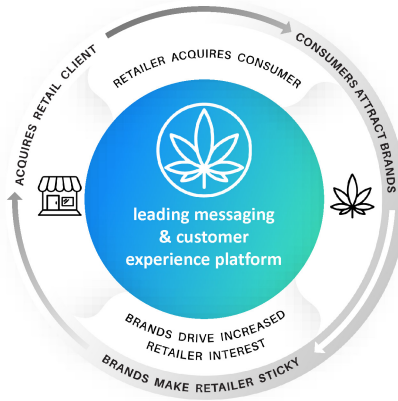 ACQUIRES RETAIL CLIENT
RETAILER ACQUIRES CONSUMER
CONSUMERS ATTRACT BRANDS
leading messaging
& customer
experience platform
BRANDS DRIVE INCREASED
RETAILER INTEREST
BRANDS MAKE RETAILER STICKY